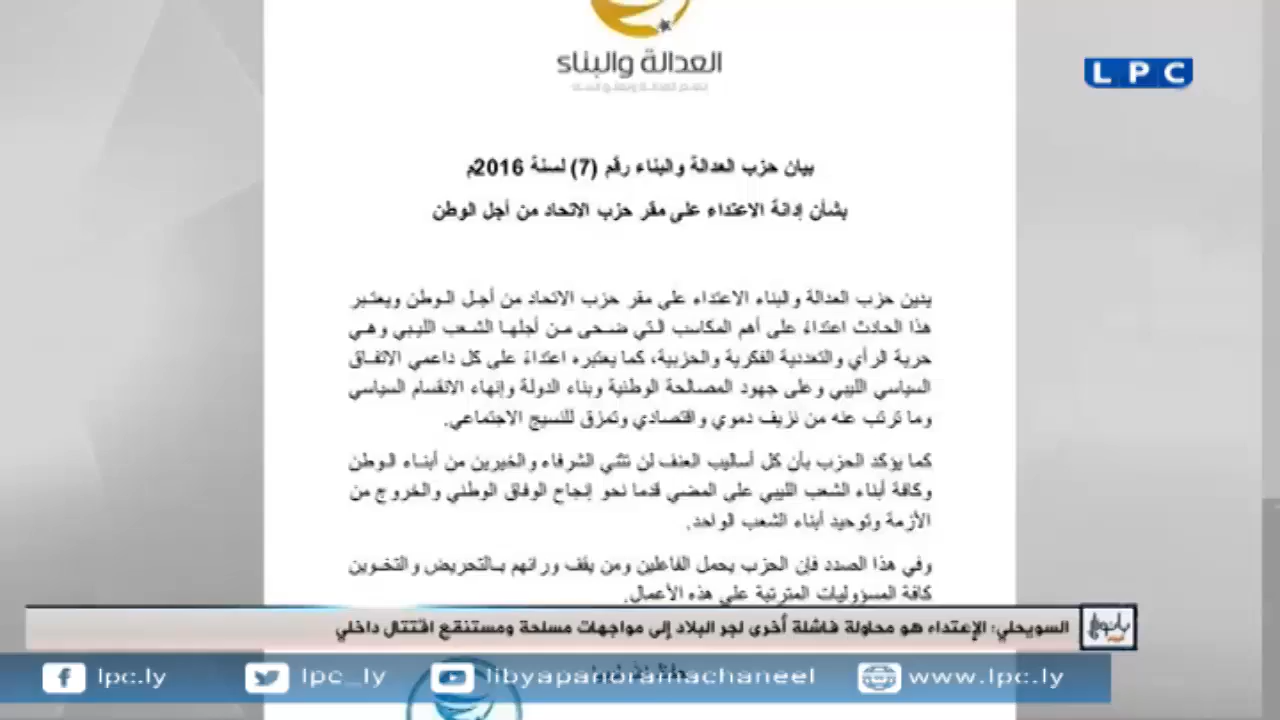 العدالة والبناء
LPC
بيان حزب العدالة والبناء رقم (7) لسنة 2016م
بشأن إدانة الاعتداء على مقر حزب الاتحاد من أجل الوطن
يدين حزب العدالة والبناء الاعتداء على مقر حزب الاتحاد من أجل الوطن ويعتبر
هذا الحادث اعتداءً على أهم المكاسب التي ضحى من أجلها الشعب الليبي وهي
حرية الرأي والتعددية الفكرية والحزبية، كما يعتبره اعتداءً على كل داعمي الاتفاق
السياسي الليبي وعلى جهود المصالحة الوطنية وبناء الدولة وإنهاء الانقسام السياسي
وما ترتب عنه من نزيف دموي واقتصادي وتمزق للنسيج الاجتماعي.
كما يؤكد الحزب بأن كل أساليب العنف لن تثني الشرفاء والخيرين من أبناء الوطن
وكافة أبناء الشعب الليبي على المضي قدما نحو إنجاح الوفاق الوطني والخروج من
الأزمة وتوحيد أبناء الشعب الواحد.
وفي هذا الصدد فإن الحزب يحمل الفاعلين ومن يقف ورائهم بالتحريض والتخوين
كافة المسؤوليات المترتبة على هذه الأعمال.
السويحلي: الإعتداء هو محاولة فاشلة أخرى لجر البلاد إلى مواجهات مسلحة ومستنقع اقتتال داخلي
lpc.ly
lpc_ly
libyapanoramachaneel
www.lpc.ly